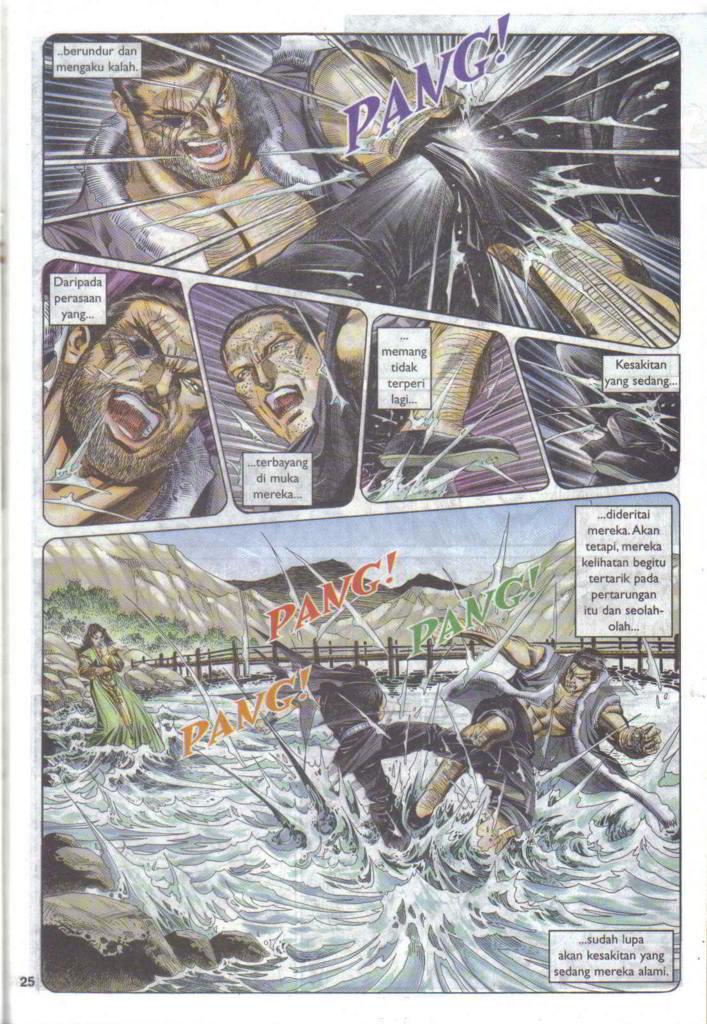 ..berundur dan
mengaku kalah.
PANG!
PANG!
Daripada
perasaan
yang...
...terbayang
di muka
mereka...
...
memang
tidak
terperi
lagi...
Kesakitan
yang sedang...
...dideritai
mereka. Akan
tetapi, mereka
kelihatan begitu
tertarik pada
pertarungan
itu dan seolah-
olah...
PANG!
PANG!
PANG!
PANG!
...sudah lupa
akan kesakitan yang
sedang mereka alami.
25